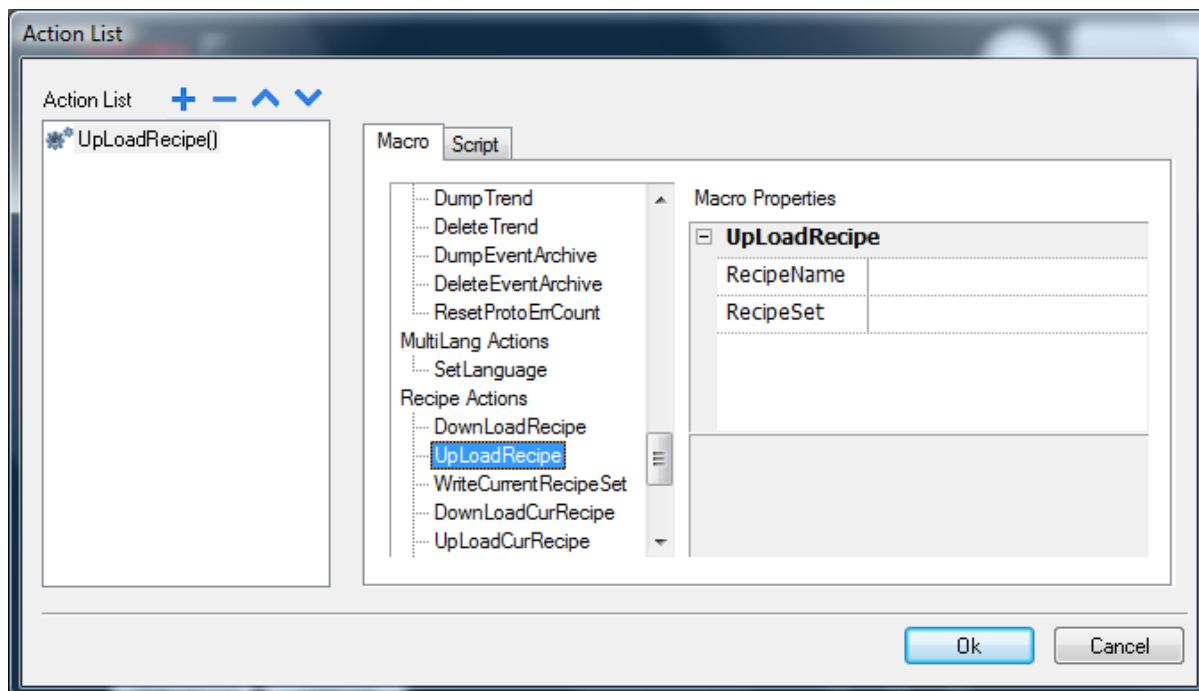 Action List
Action List
UpLoadRecipe()
Macro
Script
DumpTrend
DeleteTrend
DumpEventArchive
DeleteEventArchive
ResetProtoErrCount
MultiLang Actions
SetLanguage
Recipe Actions
DownLoadRecipe
UpLoadRecipe
WriteCurrentRecipeSet
DownLoadCurRecipe
UpLoadCurRecipe
Macro Properties
UpLoadRecipe
RecipeName
RecipeSet
Ok
Cancel